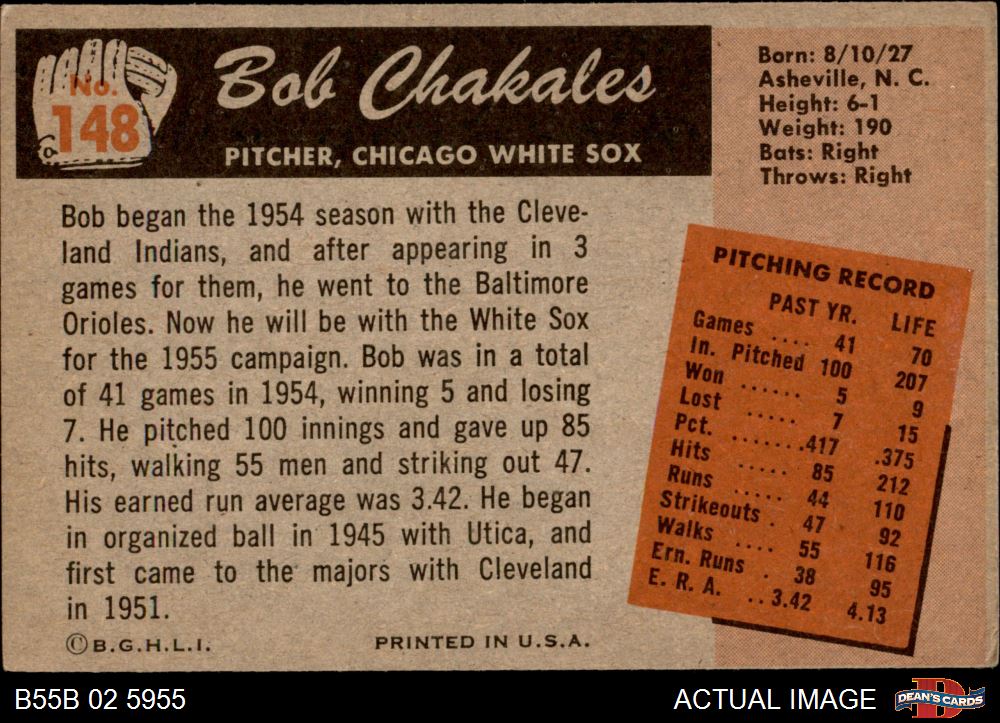 No.
148
Bob Chakales
PITCHER, CHICAGO WHITE SOX
Born: 8/10/27
Asheville, N. C.
Height: 6-1
Weight: 190
Bats: Right
Throws: Right
Bob began the 1954 season with the Cleve-
land Indians, and after appearing in 3
games for them, he went to the Baltimore
Orioles. Now he will be with the White Sox
for the 1955 campaign. Bob was in a total
of 41 games in 1954, winning 5 and losing
7. He pitched 100 innings and gave up 85
hits, walking 55 men and striking out 47.
His earned run average was 3.42. He began
in organized ball in 1945 with Utica, and
first came to the majors with Cleveland
in 1951.
PITCHING RECORD
PAST YR. LIFE
Games .... 41 70
In. Pitched 100 207
Won ...... 5 9
Lost ..... 7 15
Pct. .......417 .375
Hits ..... 85 212
Runs ..... 44 110
Strikeouts . 47 92
Walks .... 55 116
Ern. Runs . 38 95
E. R. A. ..3.42 4.13
©B.G.H.L.I. PRINTED IN U.S.A.
B55B 02 5955 ACTUAL IMAGE DEAN'S CARDS